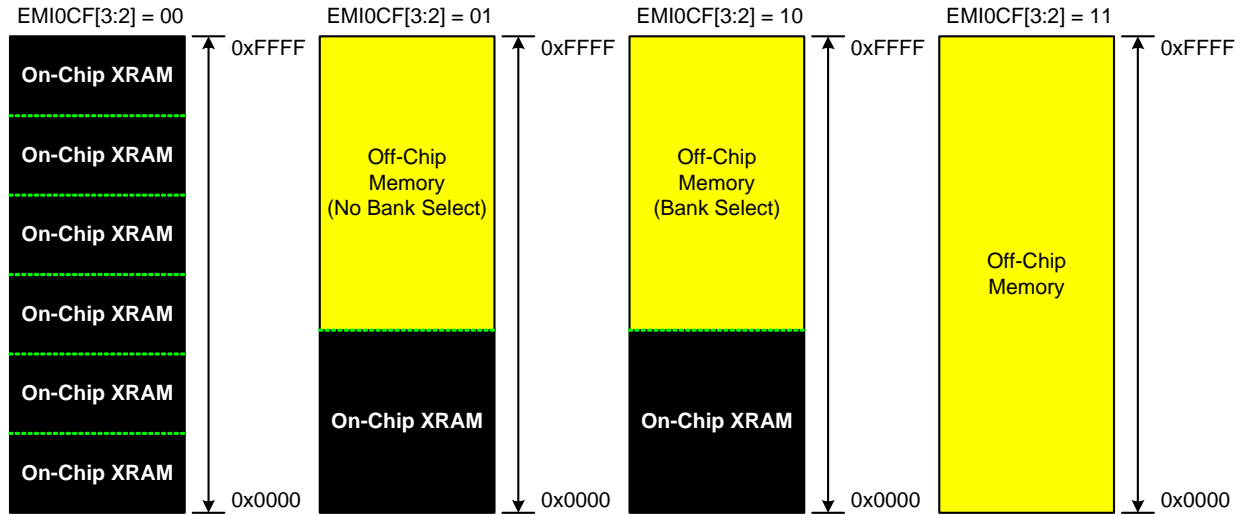 EMI0CF[3:2] = 00
On-Chip XRAM
On-Chip XRAM
On-Chip XRAM
On-Chip XRAM
On-Chip XRAM
On-Chip XRAM
0xFFFF
0x0000
EMI0CF[3:2] = 01
Off-Chip
Memory
(No Bank Select)
On-Chip XRAM
0xFFFF
0x0000
EMI0CF[3:2] = 10
Off-Chip
Memory
(Bank Select)
On-Chip XRAM
0xFFFF
0x0000
EMI0CF[3:2] = 11
Off-Chip
Memory
0xFFFF
0x0000